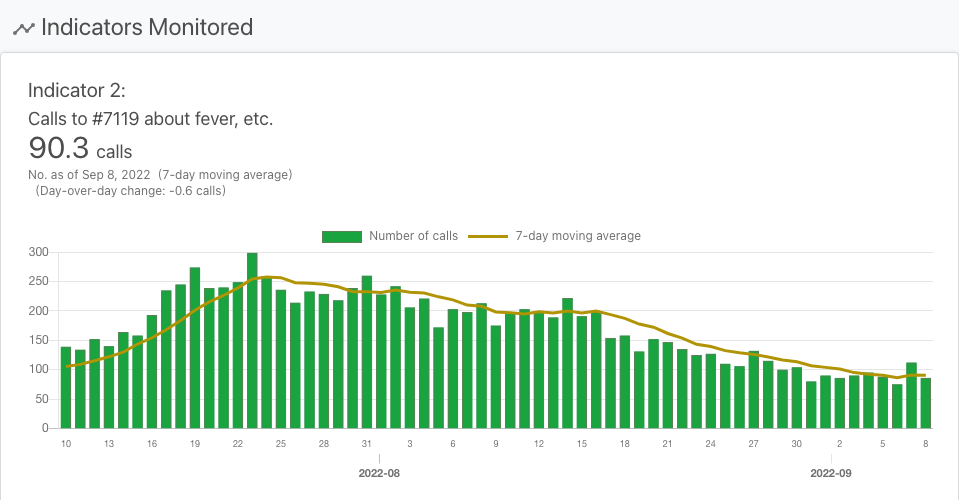 Indicators Monitored
Indicator 2:
Calls to #7119 about fever, etc.
90.3 calls
No. as of Sep 8, 2022 (7-day moving average)
(Day-over-day change: -0.6 calls)
Number of calls 7-day moving average
300
250
200
150
100
50
0
10 13 16 19 22 25 28 31 3 6 9 12 15 18 21 24 27 30 2 5 8
2022-08 2022-09